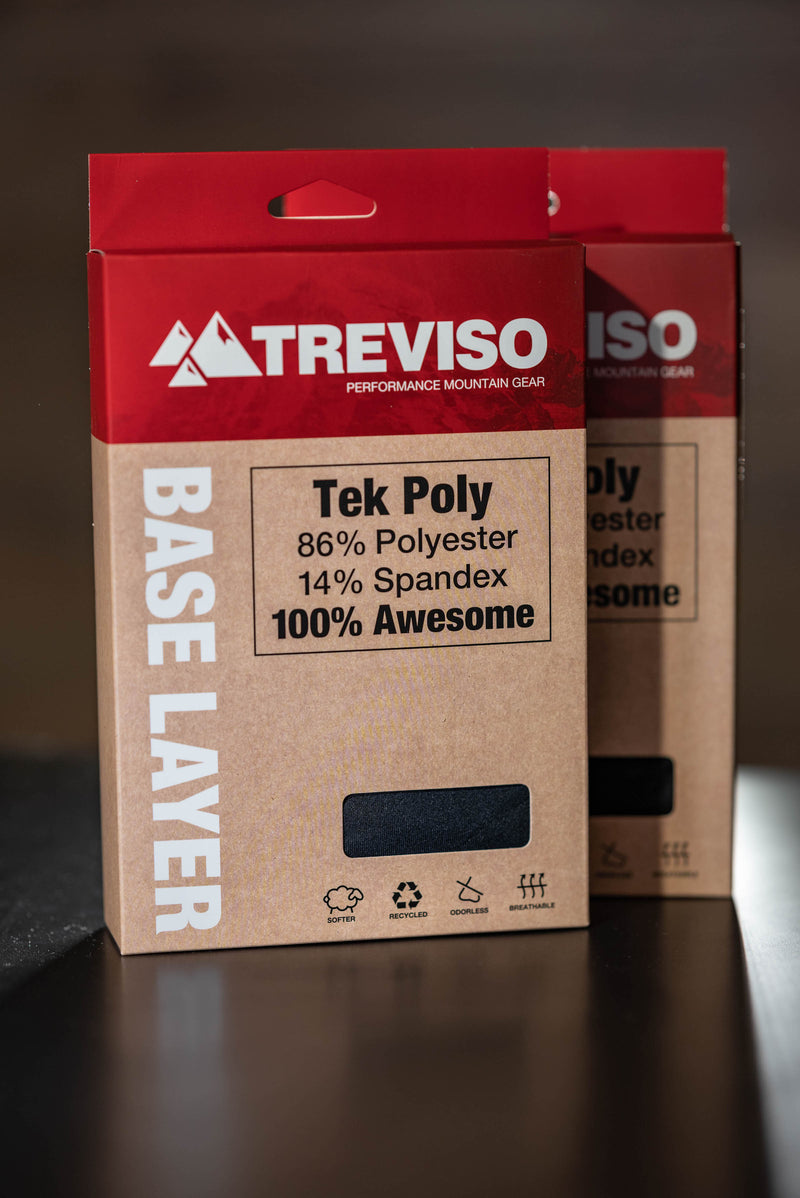 TREVISO
PERFORMANCE MOUNTAIN GEAR
BASE LAYER
Tek Poly
86% Polyester
14% Spandex
100% Awesome
SOFTER
RECYCLED
ODORLESS
BREATHABLE
ISO
MOUNTAIN GEAR
oly
ester
ndex
esome